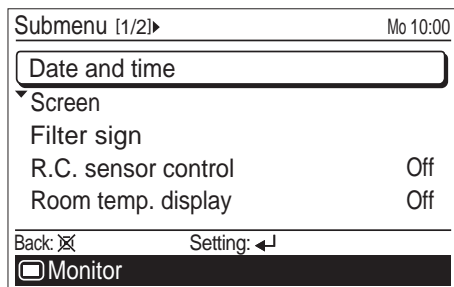 Submenu [1/2]▸ Mo 10:00
Date and time
Screen
Filter sign
R.C. sensor control Off
Room temp. display Off
Back: Setting:
Monitor